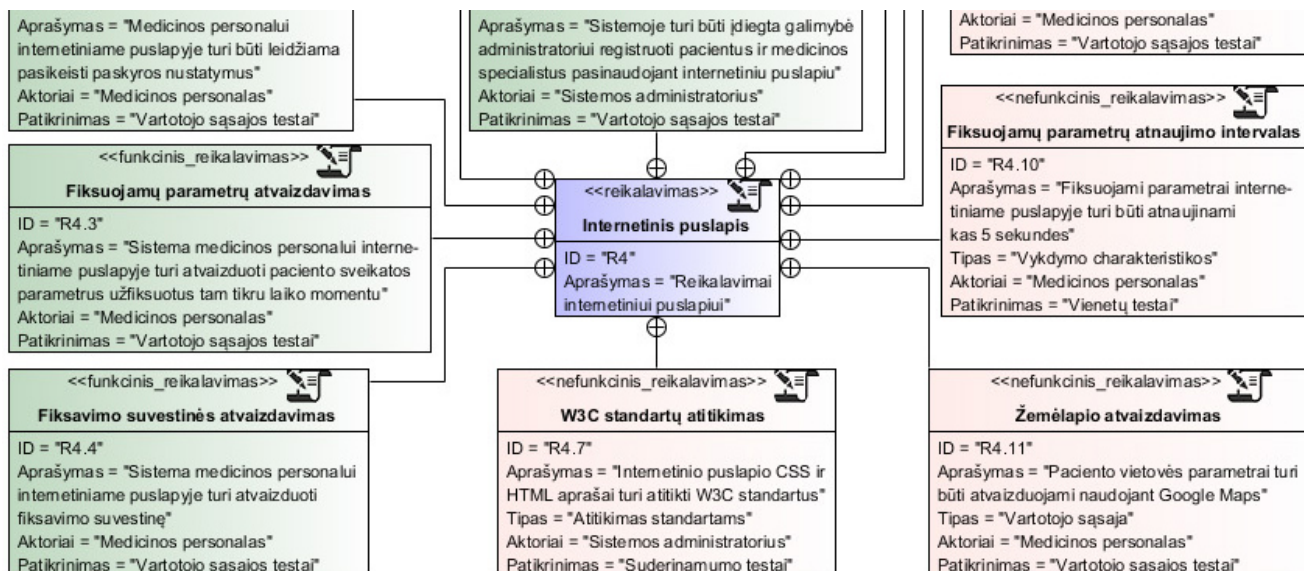 Aprašymas = "Medicinos personalui
internetiniame puslapyje turi būti leidžiama
pasikeisti paskyros nustatymus"
Aktoriai = "Medicinos personalas"
Patikrinimas = "Vartotojo sąsajos testai"
Aprašymas = "Sistemoje turi būti įdiegta galimybė
administratoriui registruoti pacientus ir medicinos
specialistus pasinaudojant internetiniu puslapiu"
Aktoriai = "Sistemos administratorius"
Patikrinimas = "Vartotojo sąsajos testai"
Aktoriai = "Medicinos personalas"
Patikrinimas = "Vartotojo sąsajos testai"
<<funkcinis_reikalavimas>>
Fiksuojamų parametrų atvaizdavimas
ID = "R4.3"
Aprašymas = "Sistema medicinos personalui interne-
tiniame puslapyje turi atvaizduoti paciento sveikatos
parametrus užfiksuotus tam tikru laiko momentu"
Aktoriai = "Medicinos personalas"
Patikrinimas = "Vartotojo sąsajos testai"
<<reikalavimas>>
Internetinis puslapis
ID = "R4"
Aprašymas = "Reikalavimai
internetiniui puslapiui"
<<nefunkcinis_reikalavimas>>
Fiksuojamų parametrų atnaujimo intervalas
ID = "R4.10"
Aprašymas = "Fiksuojami parametrai interne-
tiniame puslapyje turi būti atnaujinami
kas 5 sekundes"
Tipas = "Vykdymo charakteristikos"
Aktoriai = "Medicinos personalas"
Patikrinimas = "Vienetų testai"
<<funkcinis_reikalavimas>>
Fiksavimo suvestinės atvaizdavimas
ID = "R4.4"
Aprašymas = "Sistema medicinos personalui
internetiniame puslapyje turi atvaizduoti
fiksavimo suvestinę"
Aktoriai = "Medicinos personalas"
Patikrinimas = "Vartotojo sąsajos testai"
<<nefunkcinis_reikalavimas>>
W3C standartų atitikimas
ID = "R4.7"
Aprašymas = "Internetinio puslapio CSS ir
HTML aprašai turi atitikti W3C standartus"
Tipas = "Atitikimas standartams"
Aktoriai = "Sistemos administratorius"
Patikrinimas = "Suderinamumo testai"
<<nefunkcinis_reikalavimas>>
Žemėlapio atvaizdavimas
ID = "R4.11"
Aprašymas = "Paciento vietovės parametrai turi
būti atvaizduojami naudojant Google Maps"
Tipas = "Vartotojo sąsaja"
Aktoriai = "Medicinos personalas"
Patikrinimas = "Vartotojo sąsajos testai"